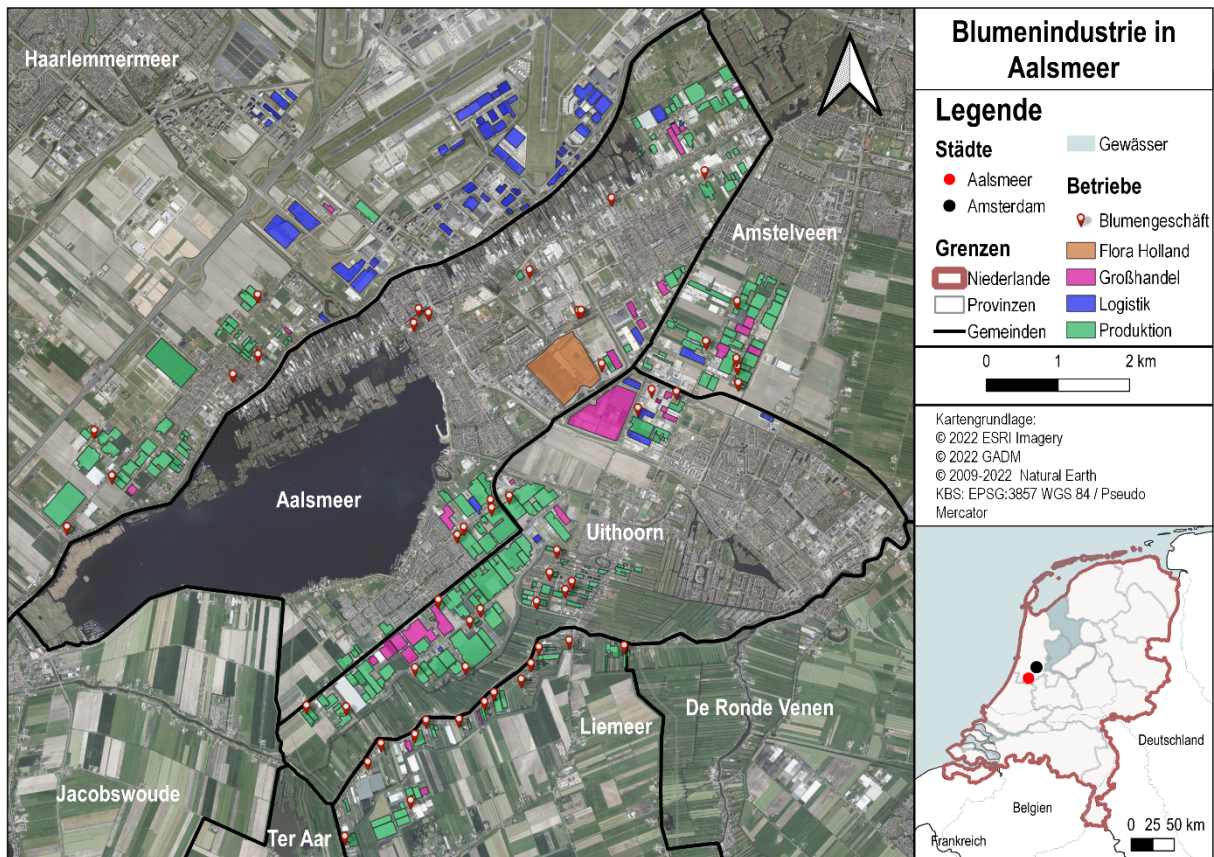 Haarlemmermeer
Amstelveen
Aalsmeer
Uithoorn
Liemeer
De Ronde Venen
Jacobswoude
Ter Aar
Blumenindustrie in
Aalsmeer
Legende
Städte
Aalsmeer
Amsterdam
Grenzen
Niederlande
Provinzen
Gemeinden
Gewässer
Betriebe
Blumengeschäft
Flora Holland
Großhandel
Logistik
Produktion
0 1 2 km
Kartengrundlage:
© 2022 ESRI Imagery
© 2022 GADM
© 2009-2022 Natural Earth
KBS: EPSG:3857 WGS 84 / Pseudo
Mercator
Deutschland
Belgien
Frankreich
0 25 50 km